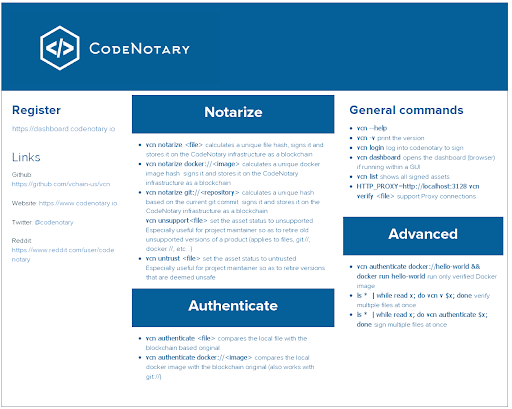 CODENOTARY
Register
https://dashboard.codenotary.io
Links
Github:
https://github.com/vchain-us/vcn
Website: https://www.codenotary.io
Twitter: @codenotary
Reddit:
https://www.reddit.com/user/code
notary
Notarize
• vcn notarize <file> calculates a unique file hash, signs it and
stores it on the CodeNotary infrastructure as a blockchain
• vcn notarize docker://<image> calculates a unique docker
image hash, signs it and stores it on the CodeNotary
infrastructure as a blockchain
• vcn notarize git://<repository> calculates a unique hash
based on the current git commit, signs it and stores it on the
CodeNotary infrastructure as a blockchain
vcn unsupport<file> set the asset status to unsupported.
Especially useful for project maintainer so as to retire old
unsupported versions of a product (applies to files, git://,
docker://, etc...)
• vcn untrust <file> set the asset status to untrusted.
Especially useful for project maintainer so as to retire versions
that are deemed unsafe
Authenticate
• vcn authenticate <file> compares the local file with the
blockchain based original
• vcn authenticate docker://<image> compares the local
docker image with the blockchain original (also works with
git://)
General commands
• vcn --help
• vcn -v print the version
• vcn login log into codenotary to sign
• vcn dashboard opens the dashboard (browser)
if running within a GUI
• vcn list shows all signed assets
• HTTP_PROXY=http://localhost:3128 vcn
verify <file> support Proxy connections
Advanced
• vcn authenticate docker://hello-world &&
docker run hello-world run only verified Docker
image
• ls * | while read x; do vcn v $x; done verify
multiple files at once
• ls * | while read x; do vcn authenticate $x;
done sign multiple files at once